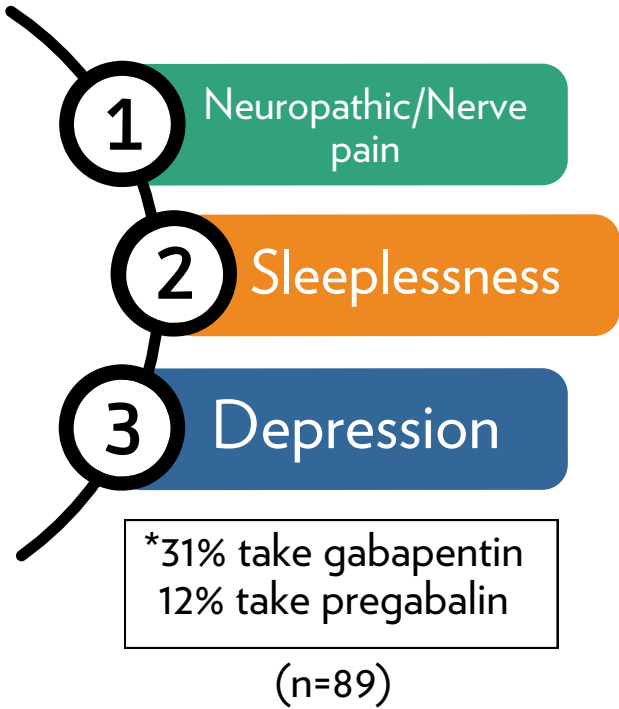 1
Neuropathic/Nerve
pain
2
Sleeplessness
3
Depression
*31% take gabapentin
12% take pregabalin
(n=89)